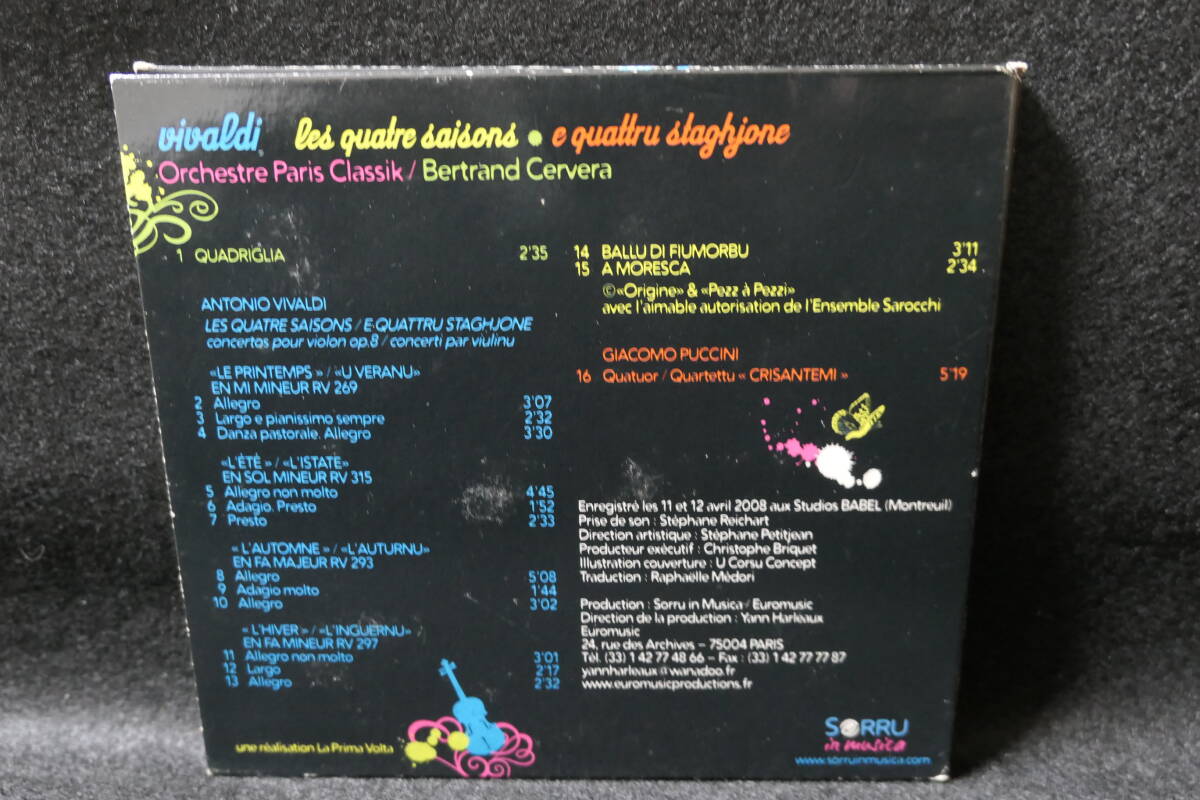 vivaldi les quatre saisons • e quattru staghjone
Orchestre Paris Classik / Bertrand Cervera
1 QUADRIGLIA 2'35
ANTONIO VIVALDI
LES QUATRE SAISONS / E QUATTRU STAGHJONE
concertos pour violon op.8 / concerti par viulinu
«LE PRINTEMPS» / «U VERANU»
EN MI MINEUR RV 269
2 Allegro 3'07
3 Largo e pianissimo sempre 2'32
4 Danza pastorale. Allegro 3'30
«L'ÉTÉ» / «L'ISTATE»
EN SOL MINEUR RV 315
5 Allegro non molto 4'45
6 Adagio. Presto 1'52
7 Presto 2'33
« L'AUTOMNE » / «L'AUTURNU»
EN FA MAJEUR RV 293
8 Allegro 5'08
9 Adagio molto 1'44
10 Allegro 3'02
« L'HIVER » / «L'INGUERNU»
EN FA MINEUR RV 297
11 Allegro non molto 3'01
12 Largo 2'17
13 Allegro 2'32
une réalisation La Prima Volta
14 BALLU DI FIUMORBU 3'11
15 A MORESCA 2'34
©«Origine» & «Pezz à Pezzi»
avec l'aimable autorisation de l'Ensemble Sarocchi
GIACOMO PUCCINI
16 Quatuor / Quartettu « CRISANTEMI » 5'19
Enregistré les 11 et 12 avril 2008 aux Studios BABEL (Montreuil)
Prise de son : Stéphane Reichart
Direction artistique : Stéphane Petitjean
Producteur exécutif : Christophe Briquet
Illustration couverture : U Corsu Concept
Traduction : Raphaëlle Médori
Production : Sorru in Musica / Euromusic
Direction de la production : Yann Harleaux
Euromusic
24, rue des Archives – 75004 PARIS
Tél. (33) 1 42 77 48 66 – Fax : (33) 1 42 77 77 87
yannharleaux@wanadoo.fr
www.euromusicproductions.fr
SORRU
in musica
www.sorruinmusica.com